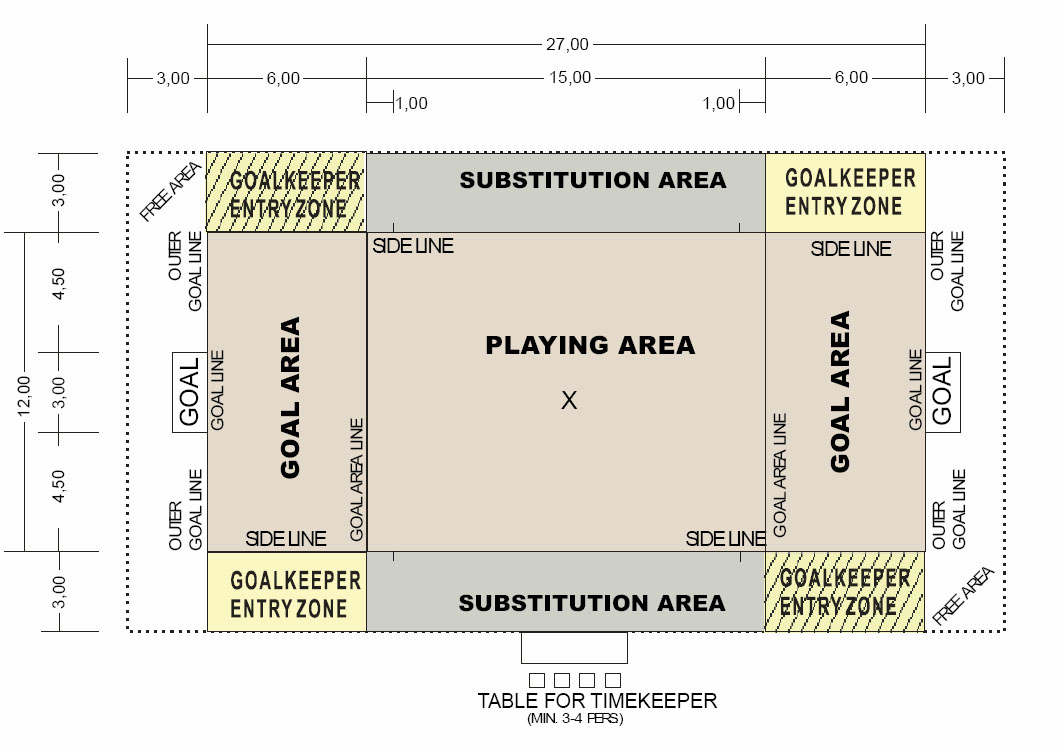 27,00
3,00
6,00
15,00
6,00
3,00
1,00
1,00
FREE AREA
GOALKEEPER
ENTRY ZONE
SUBSTITUTION AREA
GOALKEEPER
ENTRY ZONE
3,00
OUTER
GOAL LINE
SIDE LINE
SIDE LINE
OUTER
GOAL LINE
4,50
12,00
3,00
4,50
GOAL
GOAL LINE
GOAL AREA
GOAL AREA LINE
PLAYING AREA
X
GOAL AREA LINE
GOAL AREA
GOAL LINE
GOAL
OUTER
GOAL LINE
SIDE LINE
SIDE LINE
OUTER
GOAL LINE
3,00
GOALKEEPER
ENTRY ZONE
SUBSTITUTION AREA
GOALKEEPER
ENTRY ZONE
FREE AREA
TABLE FOR TIMEKEEPER
(MIN. 3-4 PERS)